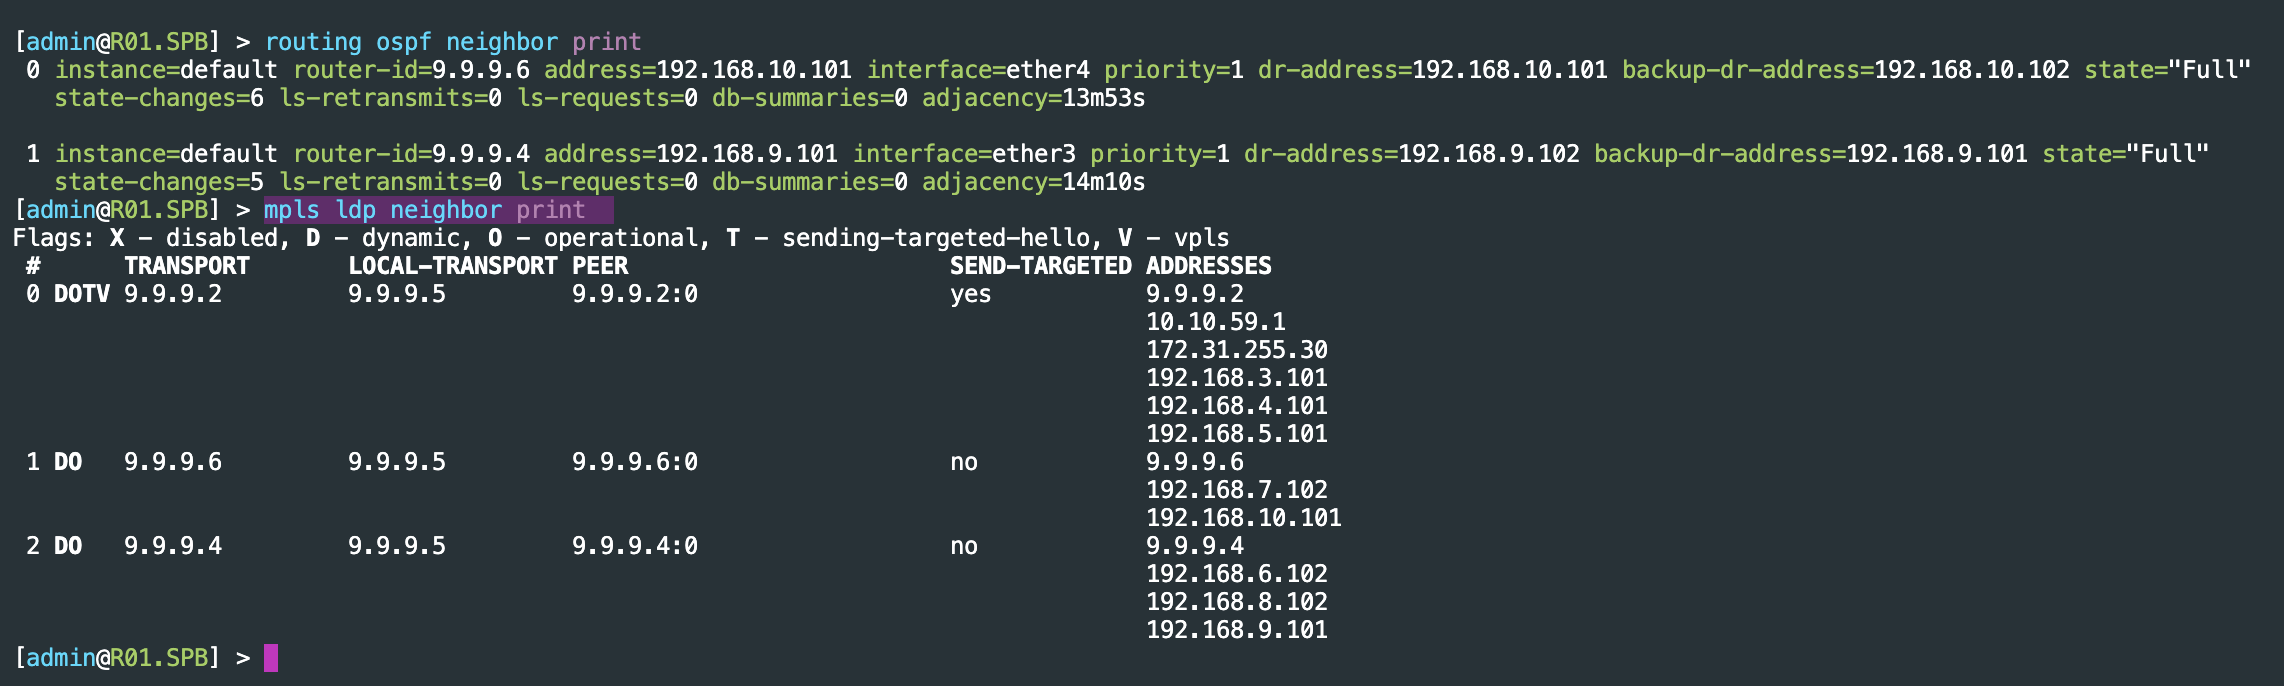 [admin@R01.SPB] > routing ospf neighbor print
 0 instance=default router-id=9.9.9.6 address=192.168.10.101 interface=ether4 priority=1 dr-address=192.168.10.101 backup-dr-address=192.168.10.102 state="Full"
   state-changes=6 ls-retransmits=0 ls-requests=0 db-summaries=0 adjacency=13m53s

 1 instance=default router-id=9.9.9.4 address=192.168.9.101 interface=ether3 priority=1 dr-address=192.168.9.102 backup-dr-address=192.168.9.101 state="Full"
   state-changes=5 ls-retransmits=0 ls-requests=0 db-summaries=0 adjacency=14m10s
[admin@R01.SPB] > mpls ldp neighbor print
Flags: X - disabled, D - dynamic, O - operational, T - sending-targeted-hello, V - vpls
 #      TRANSPORT       LOCAL-TRANSPORT PEER                       SEND-TARGETED ADDRESSES
 0 DOTV 9.9.9.2         9.9.9.5         9.9.9.2:0                  yes           9.9.9.2
                                                                                 10.10.59.1
                                                                                 172.31.255.30
                                                                                 192.168.3.101
                                                                                 192.168.4.101
                                                                                 192.168.5.101
 1 DO   9.9.9.6         9.9.9.5         9.9.9.6:0                  no            9.9.9.6
                                                                                 192.168.7.102
                                                                                 192.168.10.101
 2 DO   9.9.9.4         9.9.9.5         9.9.9.4:0                  no            9.9.9.4
                                                                                 192.168.6.102
                                                                                 192.168.8.102
                                                                                 192.168.9.101
[admin@R01.SPB] >